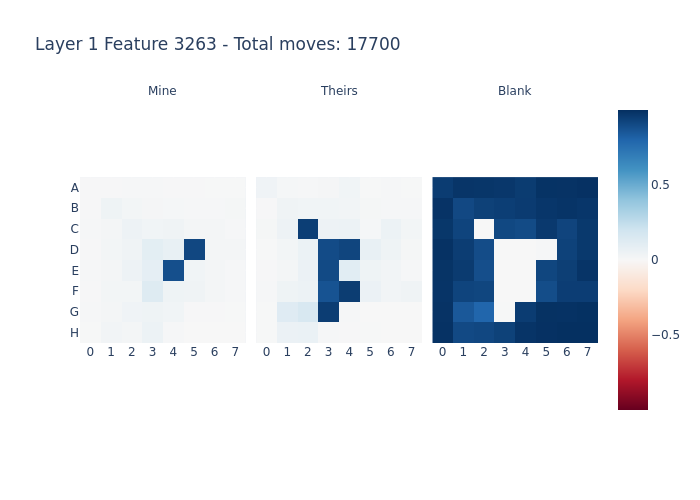 Layer 1 Feature 3263 - Total moves: 17700
Mine Theirs Blank
A
B
C
D
E
F
G
H
0 1 2 3 4 5 6 7 0 1 2 3 4 5 6 7 0 1 2 3 4 5 6 7
0.5
0
−0.5